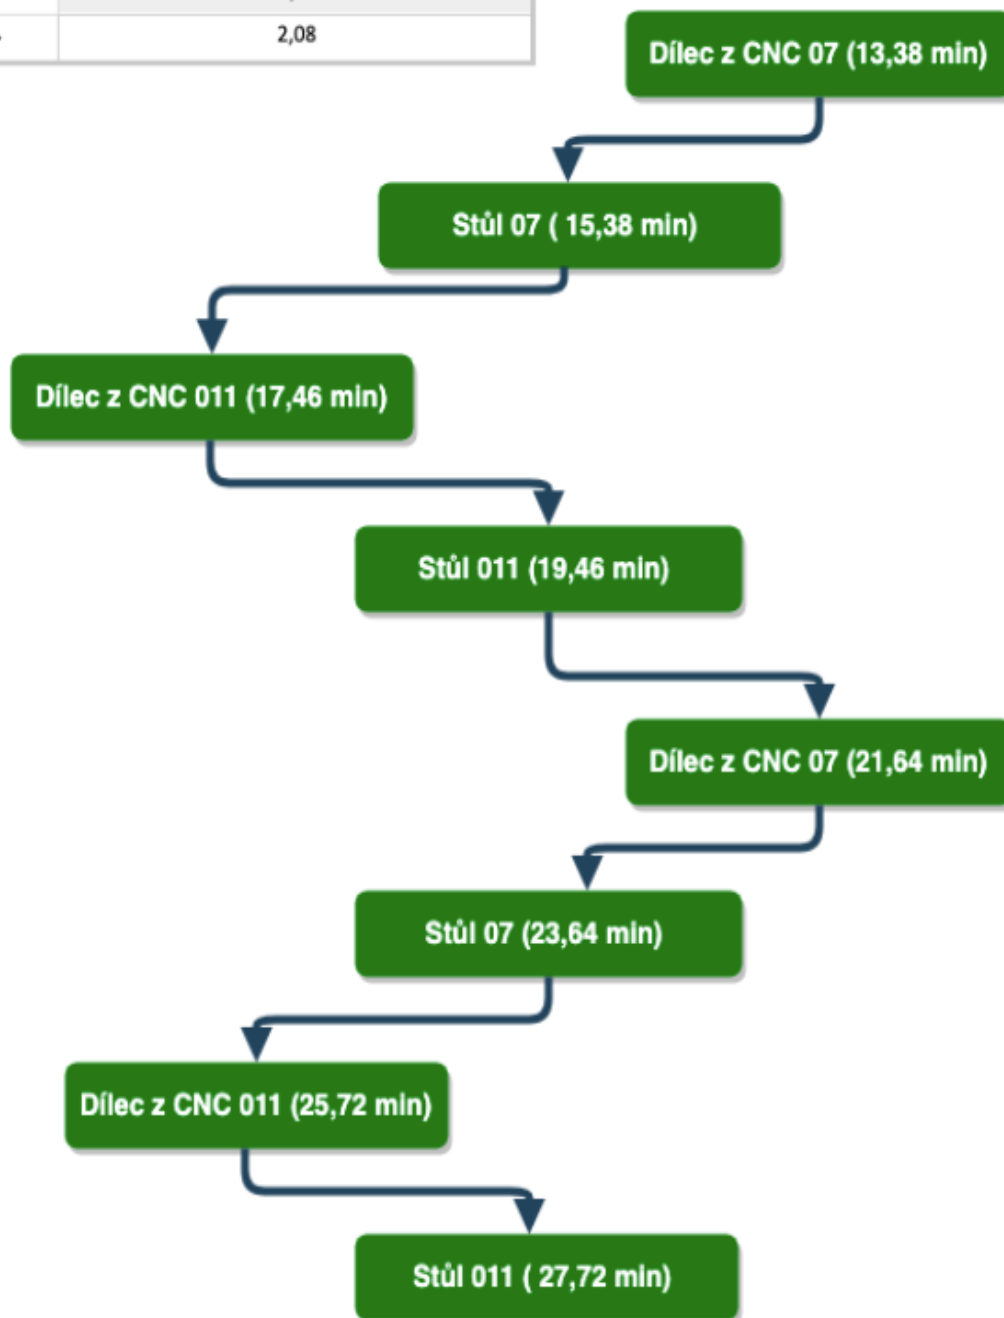 2,08
Dílec z CNC 07 (13,38 min)
Stůl 07 ( 15,38 min)
Dílec z CNC 011 (17,46 min)
Stůl 011 (19,46 min)
Dílec z CNC 07 (21,64 min)
Stůl 07 (23,64 min)
Dílec z CNC 011 (25,72 min)
Stůl 011 ( 27,72 min)